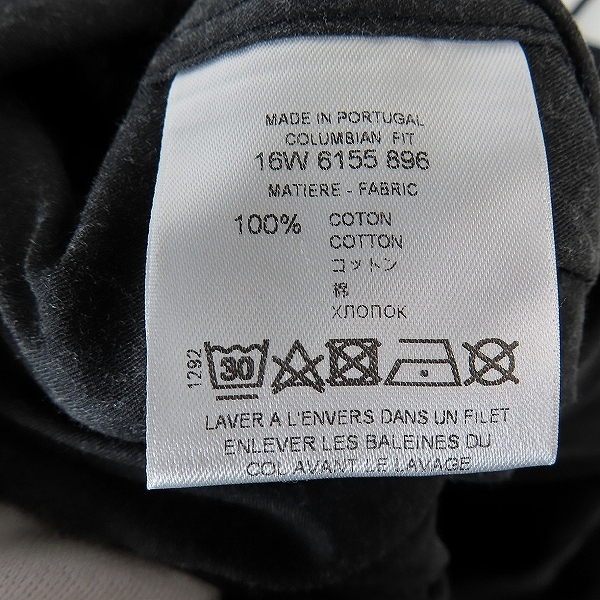 MADE IN PORTUGAL
COLUMBIAN FIT
16W 6155 896
MATIERE - FABRIC
100% COTON
COTTON
コットン
棉
ХЛОПОК
1292
30
LAVER A L'ENVERS DANS UN FILET
ENLEVER LES BALEINES DU
COL AVANT LE LAVAGE